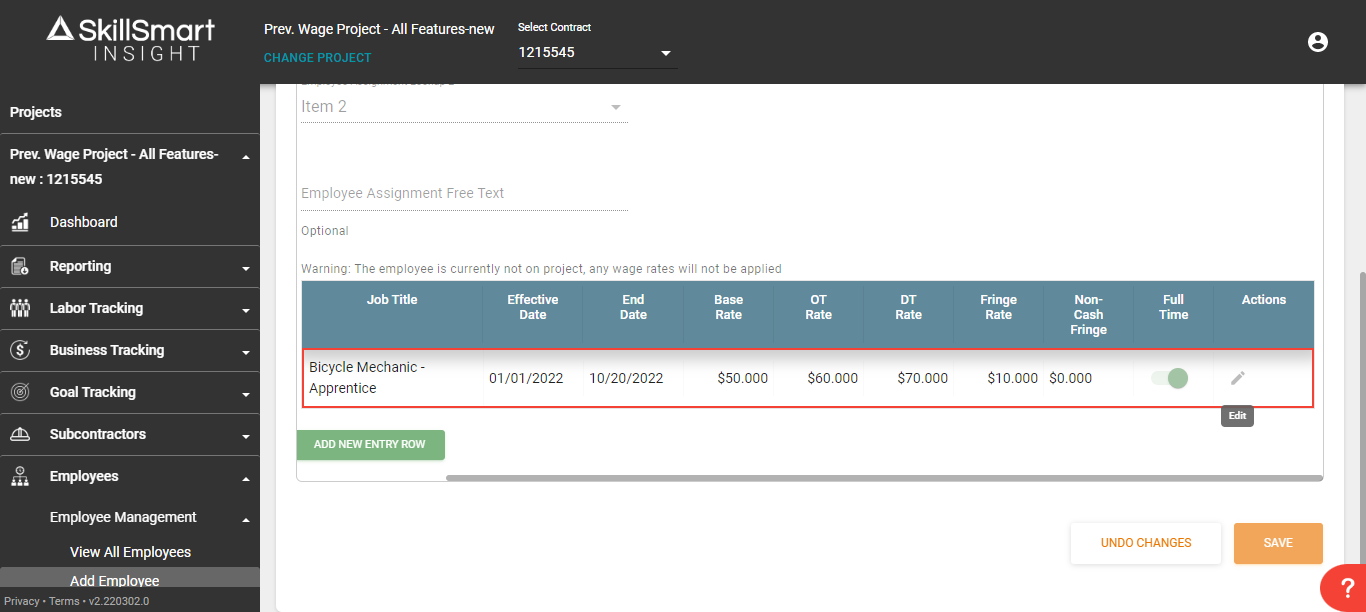 SkillSmart
INSIGHT
Prev. Wage Project - All Features-new
CHANGE PROJECT
Select Contract
1215545
Projects
Prev. Wage Project - All Features-
new : 1215545
Dashboard
Reporting
Labor Tracking
Business Tracking
Goal Tracking
Subcontractors
Employees
Employee Management
View All Employees
Add Employee
Privacy • Terms • v2.220302.0
Item 2
Employee Assignment Free Text
Optional
Warning: The employee is currently not on project, any wage rates will not be applied
Job Title
Effective
Date
End
Date
Base
Rate
OT
Rate
DT
Rate
Fringe
Rate
Non-
Cash
Fringe
Full
Time
Actions
Bicycle Mechanic -
Apprentice
01/01/2022
10/20/2022
$50.000
$60.000
$70.000
$10.000
$0.000
Edit
ADD NEW ENTRY ROW
UNDO CHANGES
SAVE
?